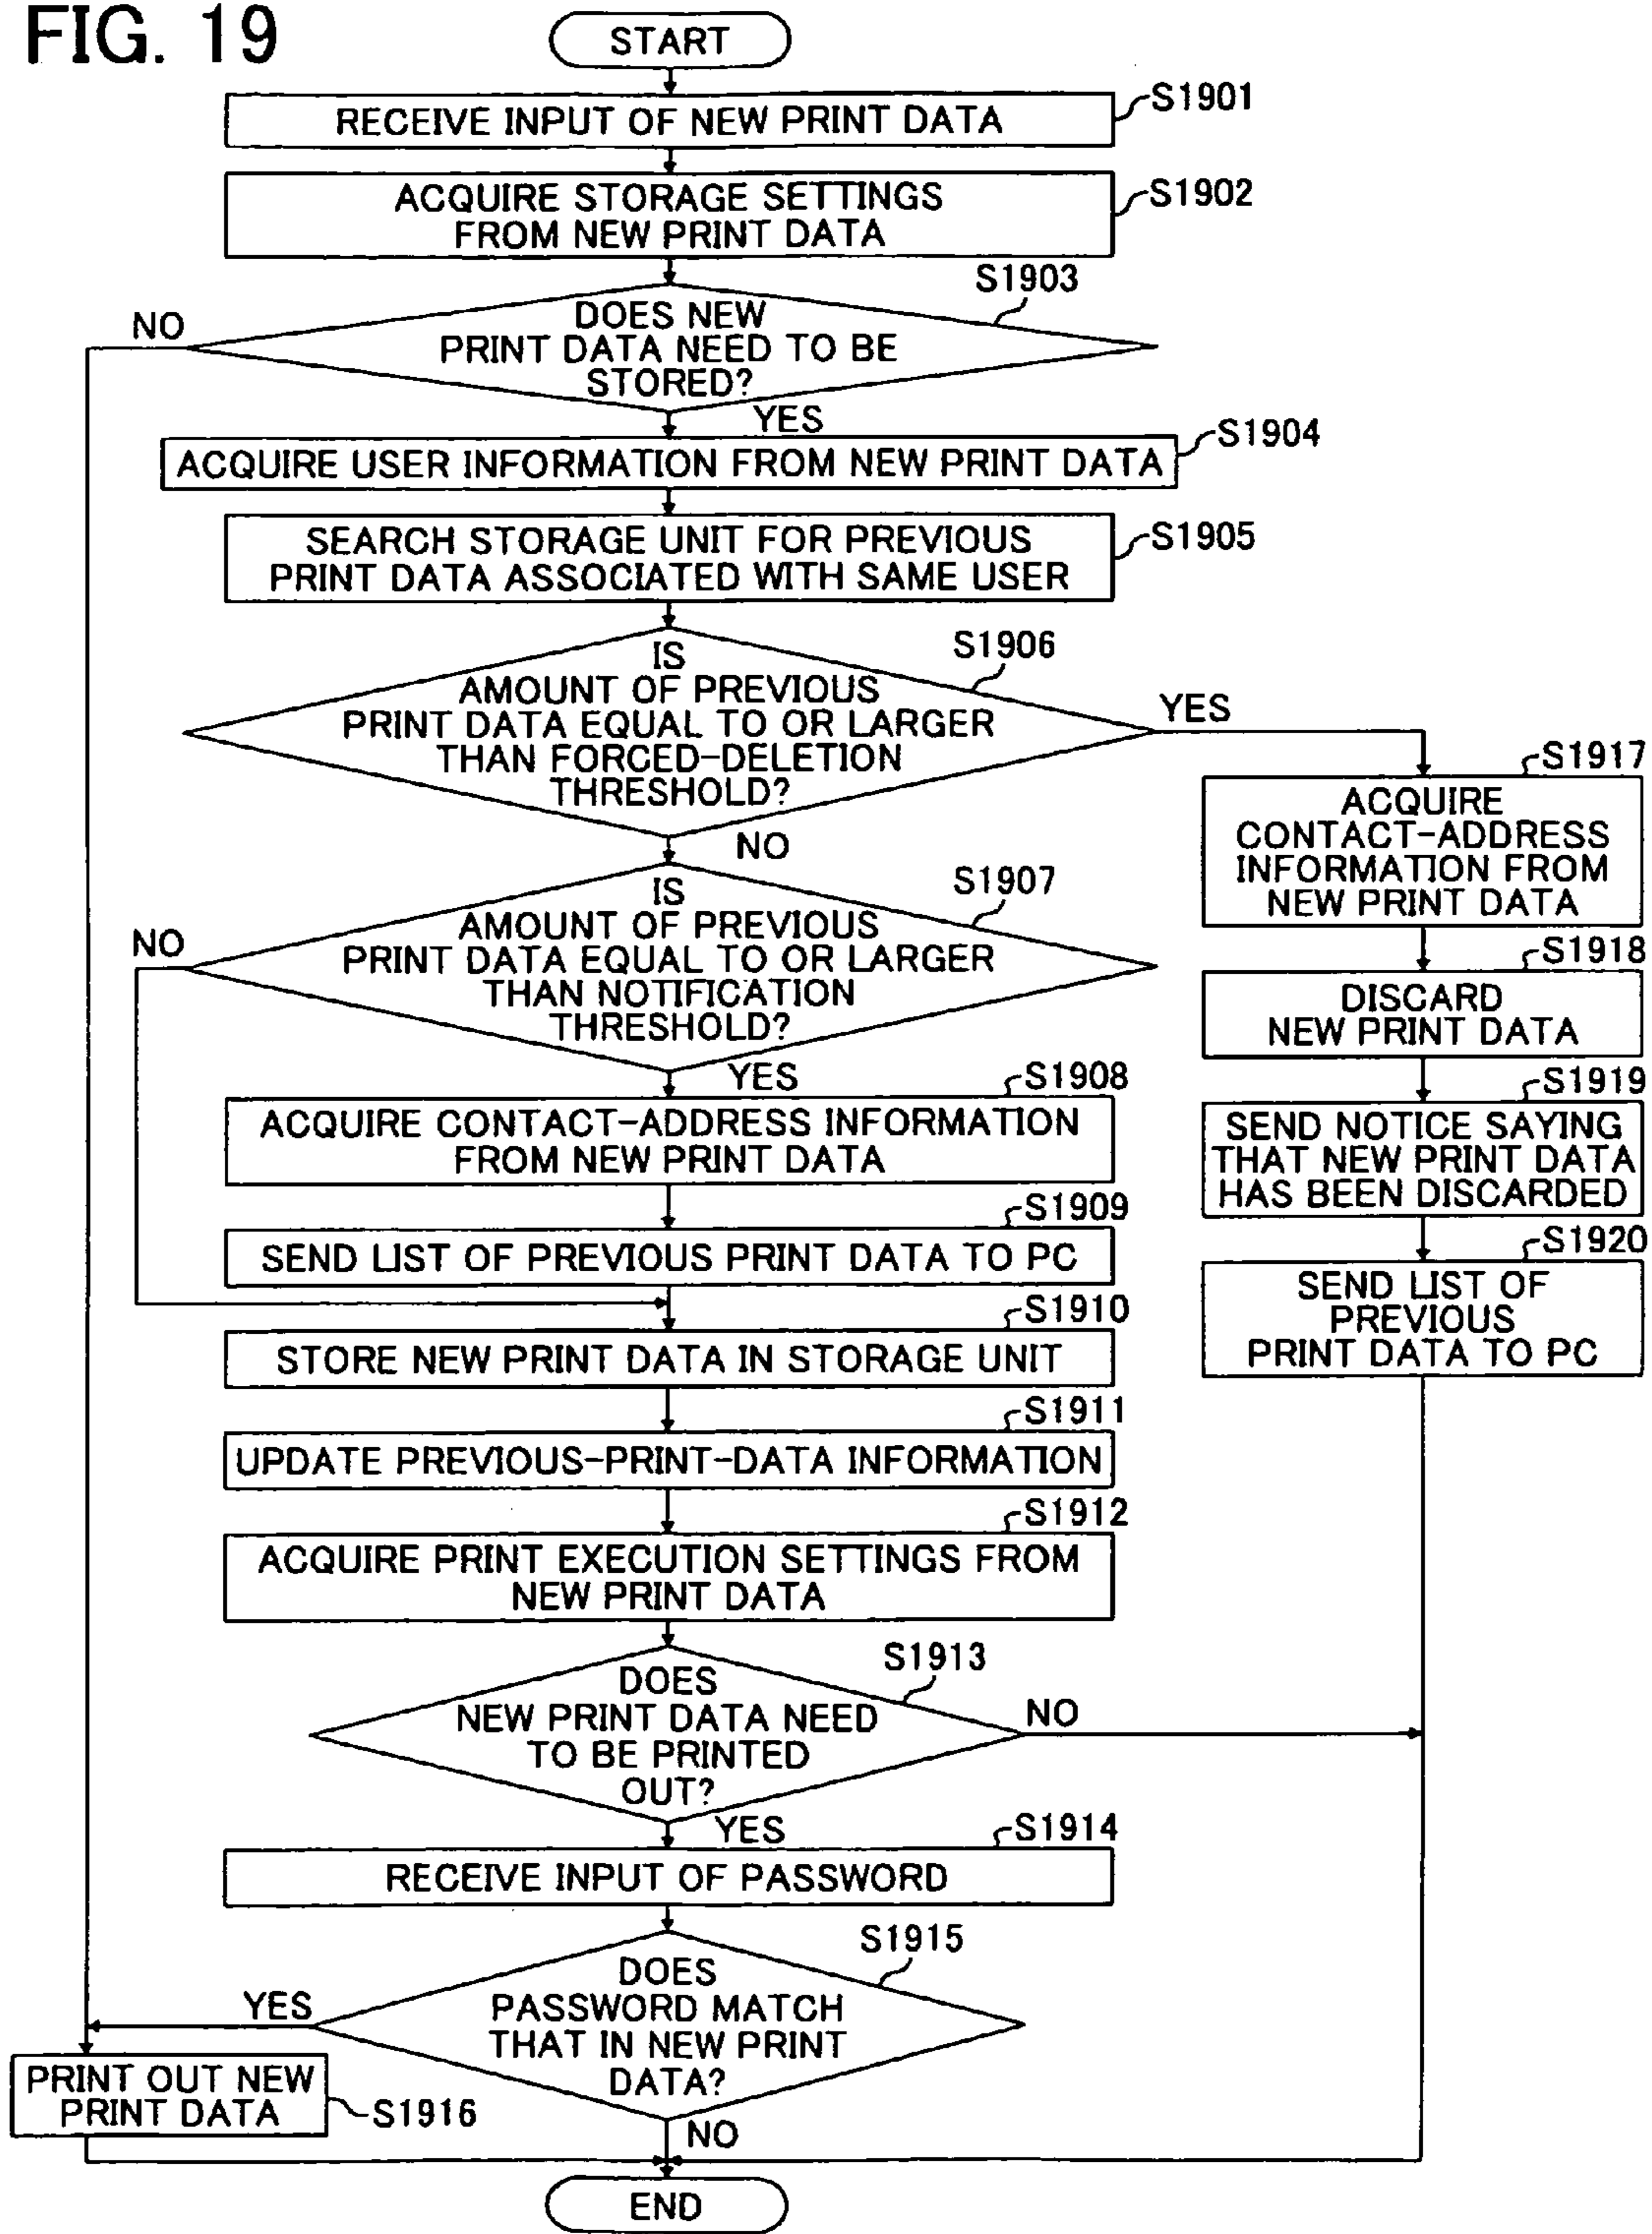 FIG. 19
START
RECEIVE INPUT OF NEW PRINT DATA
S1901
ACQUIRE STORAGE SETTINGS
FROM NEW PRINT DATA
S1902
S1903
DOES NEW
PRINT DATA NEED TO BE
STORED?
NO
YES
S1904
ACQUIRE USER INFORMATION FROM NEW PRINT DATA
SEARCH STORAGE UNIT FOR PREVIOUS
PRINT DATA ASSOCIATED WITH SAME USER
S1905
S1906
IS
AMOUNT OF PREVIOUS
PRINT DATA EQUAL TO OR LARGER
THAN FORCED-DELETION
THRESHOLD?
YES
NO
S1907
IS
AMOUNT OF PREVIOUS
PRINT DATA EQUAL TO OR LARGER
THAN NOTIFICATION
THRESHOLD?
NO
YES
S1908
ACQUIRE CONTACT-ADDRESS INFORMATION
FROM NEW PRINT DATA
S1909
SEND LIST OF PREVIOUS PRINT DATA TO PC
S1910
STORE NEW PRINT DATA IN STORAGE UNIT
S1911
UPDATE PREVIOUS-PRINT-DATA INFORMATION
S1912
ACQUIRE PRINT EXECUTION SETTINGS FROM
NEW PRINT DATA
S1913
DOES
NEW PRINT DATA NEED
TO BE PRINTED
OUT?
NO
YES
S1914
RECEIVE INPUT OF PASSWORD
S1915
DOES
PASSWORD MATCH
THAT IN NEW PRINT
DATA?
YES
NO
PRINT OUT NEW
PRINT DATA
S1916
S1917
ACQUIRE
CONTACT-ADDRESS
INFORMATION FROM
NEW PRINT DATA
S1918
DISCARD
NEW PRINT DATA
S1919
SEND NOTICE SAYING
THAT NEW PRINT DATA
HAS BEEN DISCARDED
S1920
SEND LIST OF
PREVIOUS
PRINT DATA TO PC
END